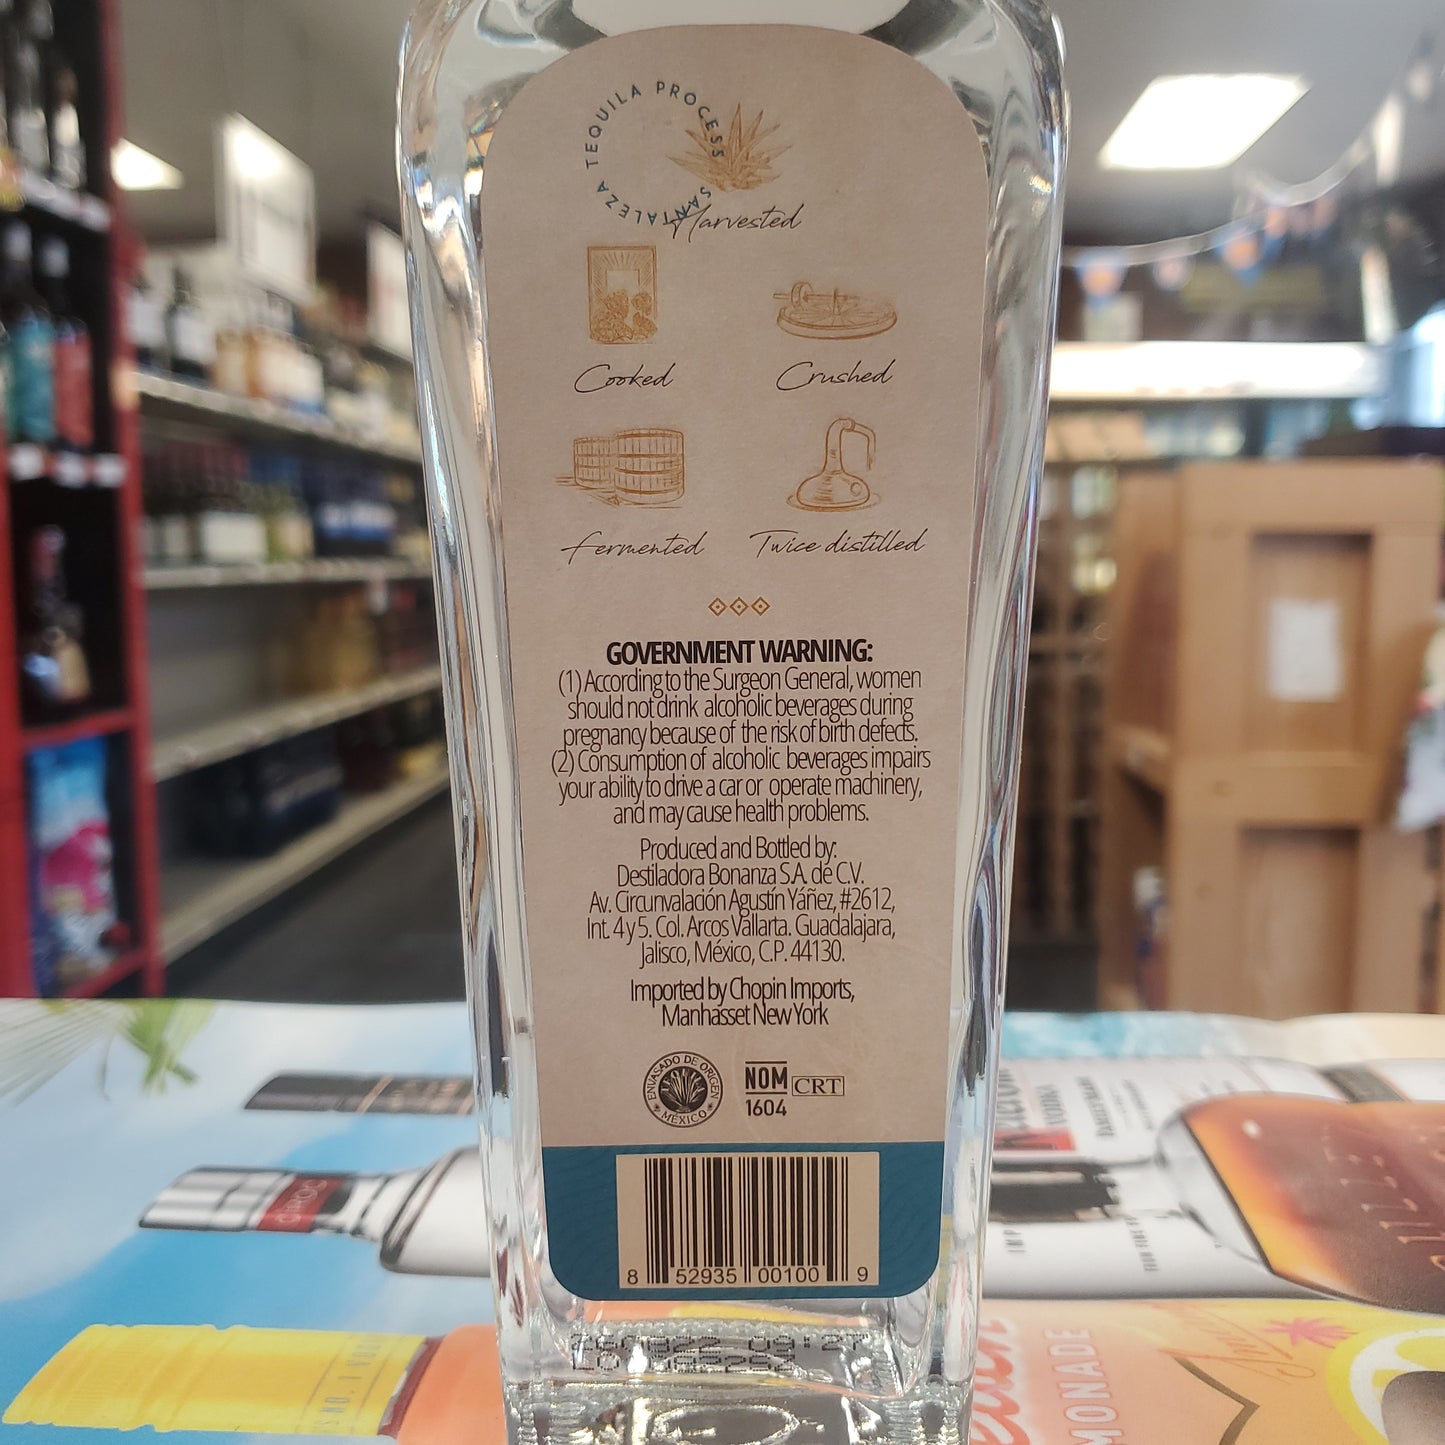 SANTALEZA TEQUILA PROCESS
Harvested
Cooked
Crushed
fermented
Twice distilled
GOVERNMENT WARNING:
(1) According to the Surgeon General, women
should not drink alcoholic beverages during
pregnancy because of the risk of birth defects.
(2) Consumption of alcoholic beverages impairs
your ability to drive a car or operate machinery,
and may cause health problems.
Produced and Bottled by:
Destiladora Bonanza S.A. de C.V.
Av. Circunvalación Agustín Yáñez, #2612,
Int. 4 y 5. Col. Arcos Vallarta. Guadalajara,
Jalisco, México, C.P. 44130.
Imported by Chopin Imports,
Manhasset New York
ENVASADO DE ORIGEN
MÉXICO
NOM
1604
CRT
8 52935 00100 9
CIROC
VODKA
MONADE